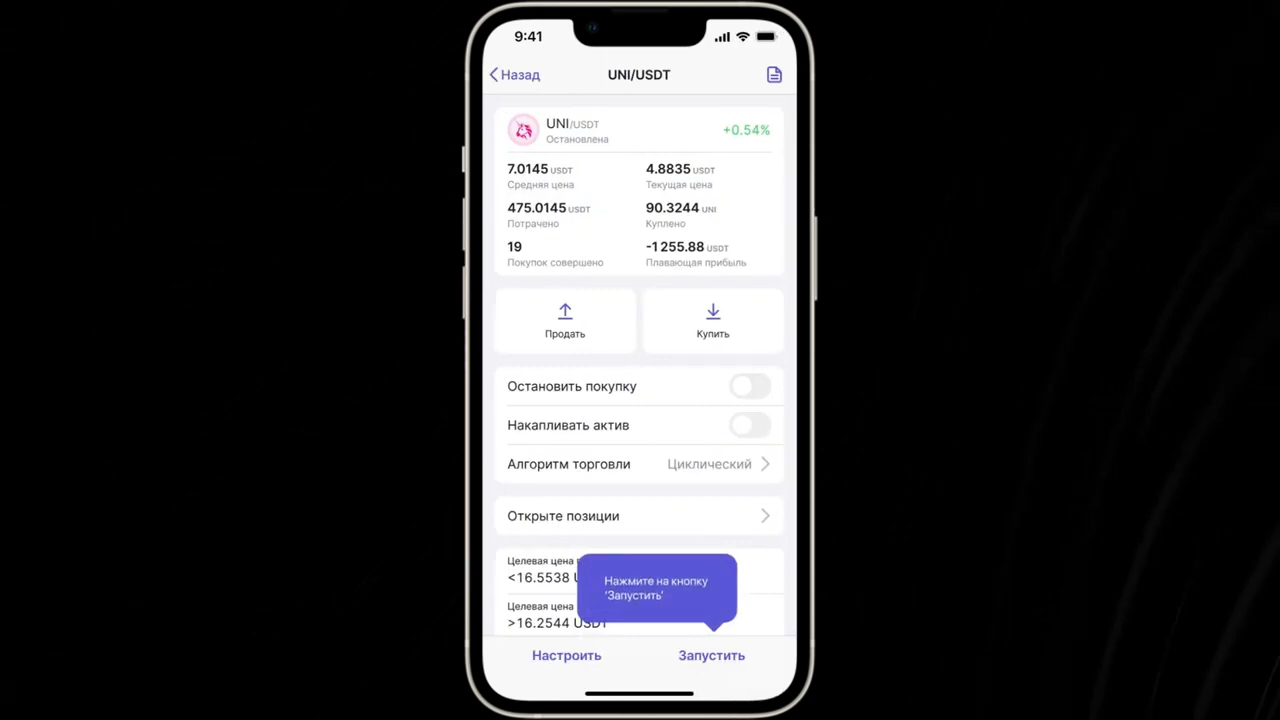 9:41
Назад
UNI/USDT
UNI/USDT
Остановлена
+0.54%
7.0145 USDT
Средняя цена
4.8835 USDT
Текущая цена
475.0145 USDT
Потрачено
90.3244 UNI
Куплено
19
Покупок совершено
-1 255.88 USDT
Плавающая прибыль
Продать
Купить
Остановить покупку
Накапливать актив
Алгоритм торговли
Циклический
Открыте позиции
Целевая цена
<16.5538
Нажмите на кнопку
'Запустить'
Целевая цена
>16.2544 USDT
Настроить
Запустить